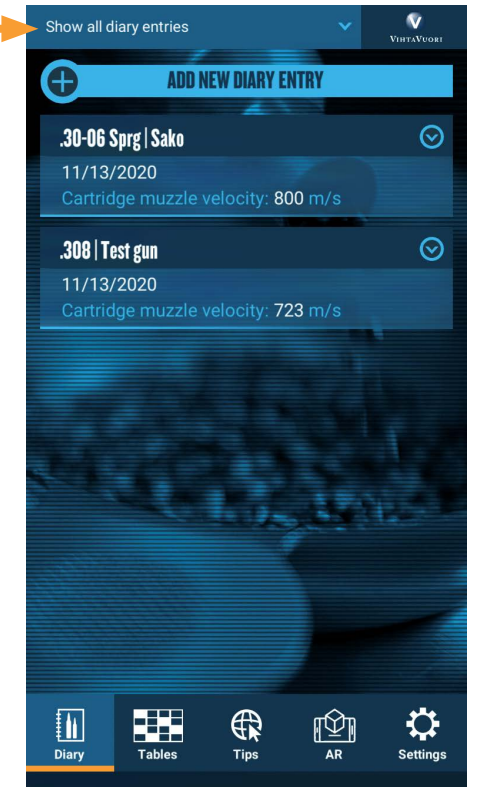 Show all diary entries
VIHTAVUORI
ADD NEW DIARY ENTRY
.30-06 Sprg | Sako
11/13/2020
Cartridge muzzle velocity: 800 m/s
.308 | Test gun
11/13/2020
Cartridge muzzle velocity: 723 m/s
Diary Tables Tips AR Settings